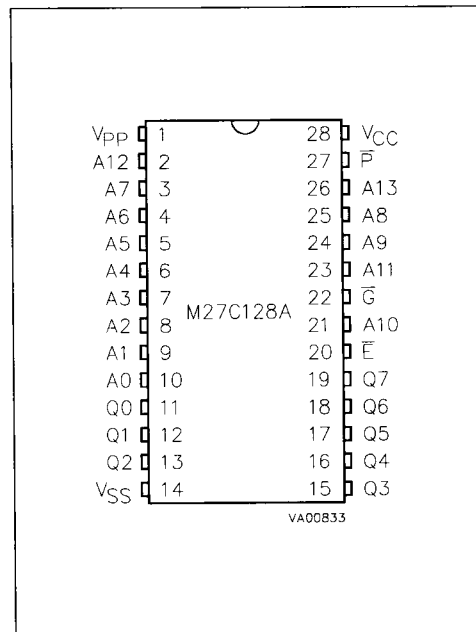 VPP 1 28 VCC
A12 2 27 P̅
A7 3 26 A13
A6 4 25 A8
A5 5 24 A9
A4 6 23 A11
A3 7 22 G̅
M27C128A
A2 8 21 A10
A1 9 20 E̅
A0 10 19 Q7
Q0 11 18 Q6
Q1 12 17 Q5
Q2 13 16 Q4
VSS 14 15 Q3
VA00833